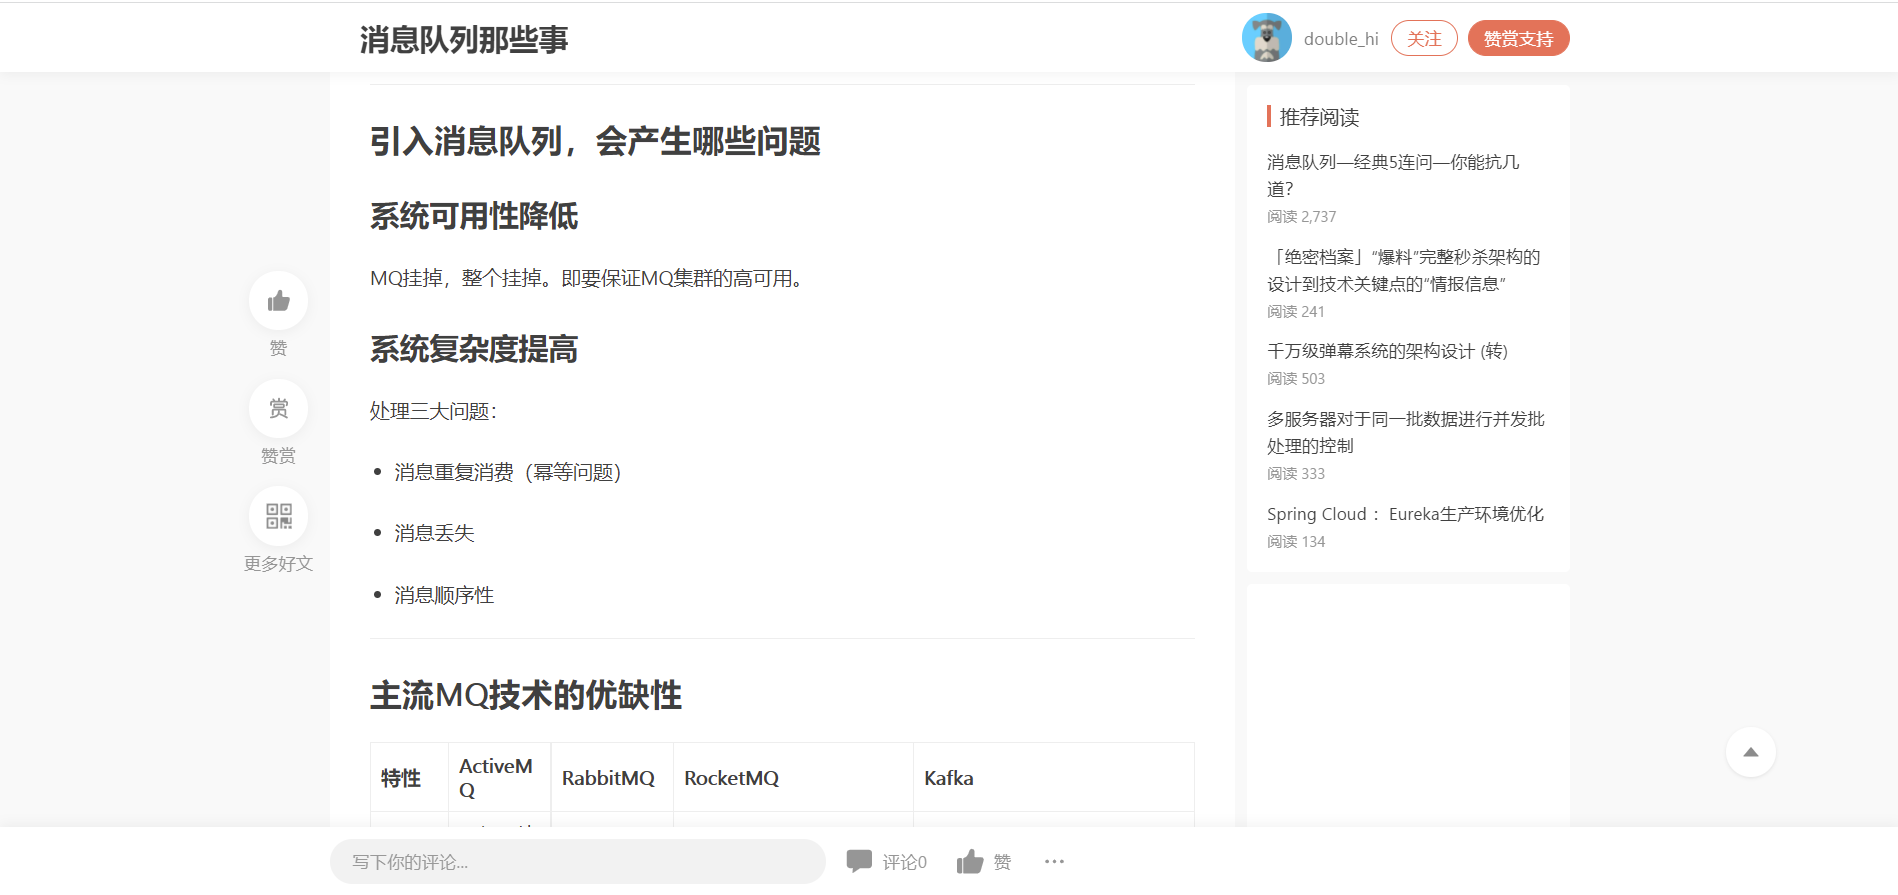 消息队列那些事
double_hi
关注
赞赏支持
引入消息队列，会产生哪些问题
系统可用性降低
MQ挂掉，整个挂掉。即要保证MQ集群的高可用。
系统复杂度提高
处理三大问题：
消息重复消费（幂等问题）
消息丢失
消息顺序性
主流MQ技术的优缺性
特性
ActiveM
Q
RabbitMQ
RocketMQ
Kafka
赞
赏
赞赏
更多好文
推荐阅读
消息队列—经典5连问—你能抗几
道？
阅读 2,737
「绝密档案」“爆料”完整秒杀架构的
设计到技术关键点的“情报信息”
阅读 241
千万级弹幕系统的架构设计 (转)
阅读 503
多服务器对于同一批数据进行并发批
处理的控制
阅读 333
Spring Cloud ：Eureka生产环境优化
阅读 134
写下你的评论...
评论0
赞